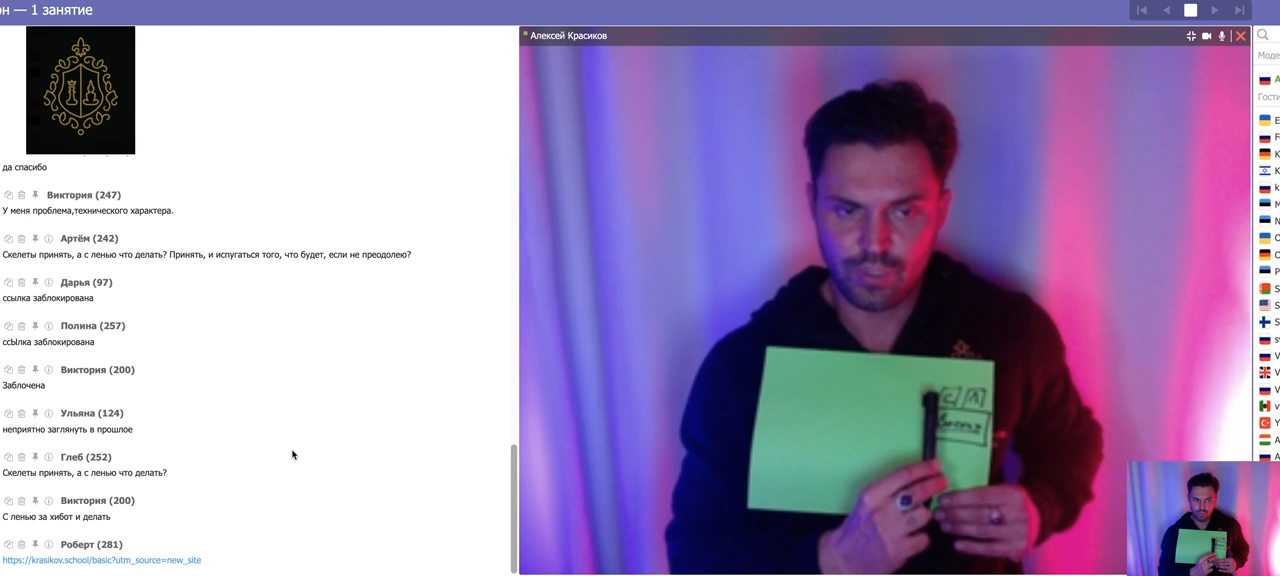 он — 1 занятие
Алексей Красиков
Моде
Гости
да спасибо
Виктория (247)
У меня проблема,технического характера.
Артём (242)
Скелеты принять, а с ленью что делать? Принять, и испугаться того, что будет, если не преодолею?
Дарья (97)
ссылка заблокирована
Полина (257)
ссЫлка заблокирована
Виктория (200)
Заблочена
Ульяна (124)
неприятно заглянуть в прошлое
Глеб (252)
Скелеты принять, а с ленью что делать?
Виктория (200)
С ленью за хибот и делать
Роберт (281)
https://krasikov.school/basic?utm_source=new_site
С/Л